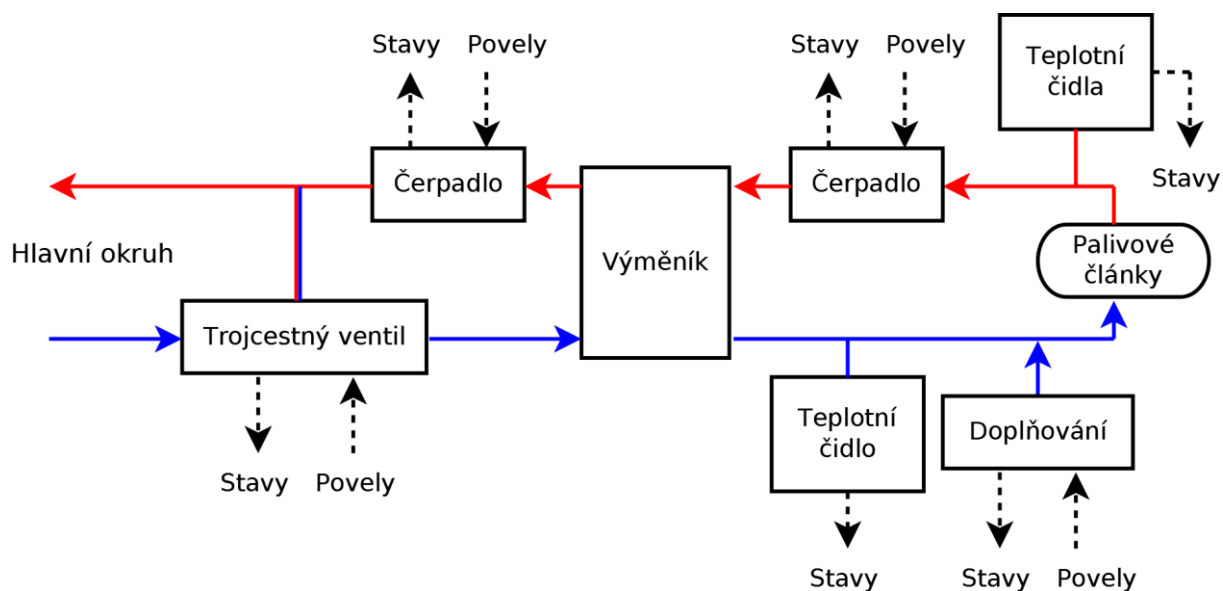 Stavy
Povely
Stavy
Povely
Teplotní
čidla
Čerpadlo
Čerpadlo
Stavy
Hlavní okruh
Výměník
Palivové
články
Trojcestný ventil
Teplotní
čidlo
Doplňování
Stavy
Povely
Stavy
Stavy
Povely